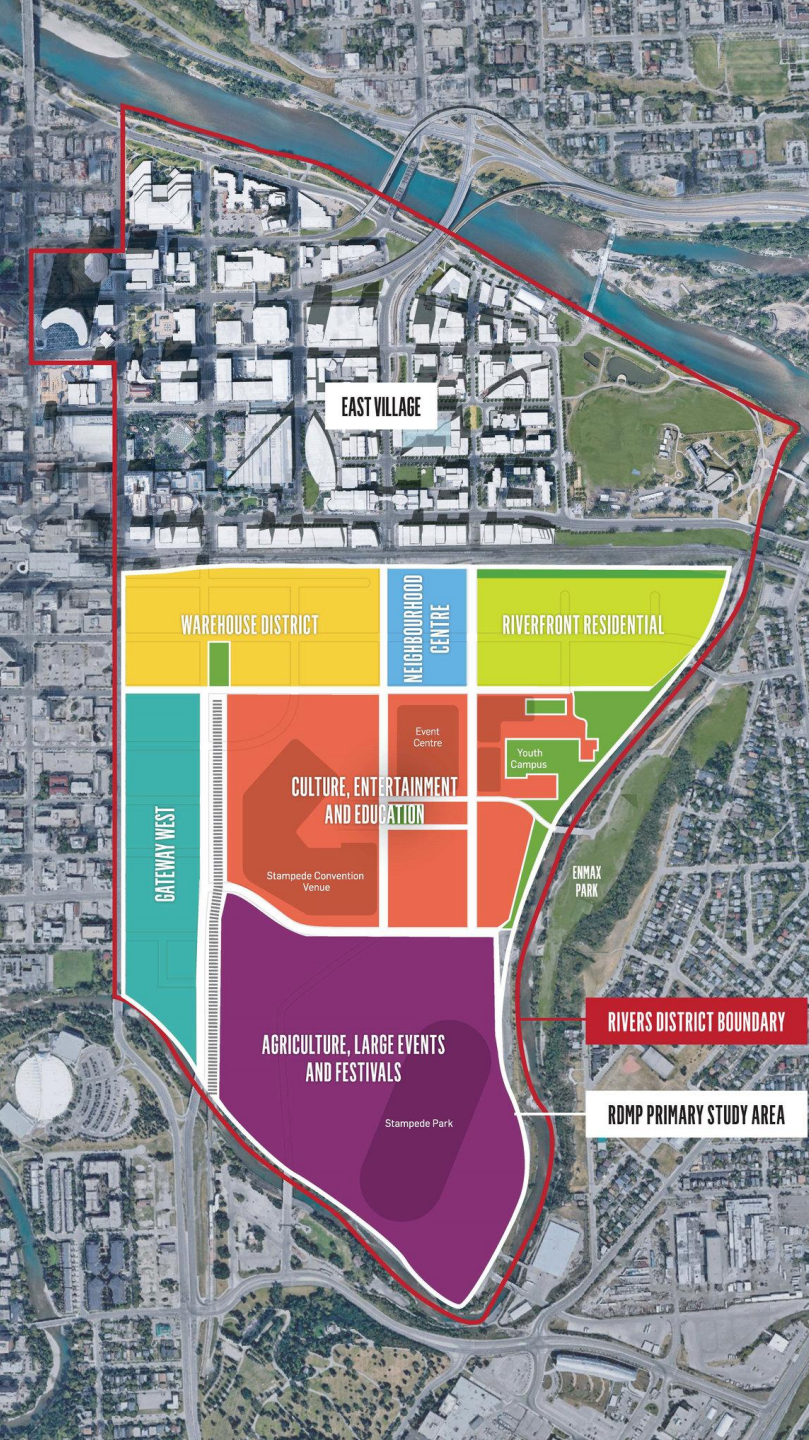 EAST VILLAGE
WAREHOUSE DISTRICT
NEIGHBOURHOOD
CENTRE
RIVERFRONT RESIDENTIAL
Event
Centre
Youth
Campus
CULTURE, ENTERTAINMENT
AND EDUCATION
GATEWAY WEST
Stampede Convention
Venue
ENMAX
PARK
RIVERS DISTRICT BOUNDARY
AGRICULTURE, LARGE EVENTS
AND FESTIVALS
RDMP PRIMARY STUDY AREA
Stampede Park